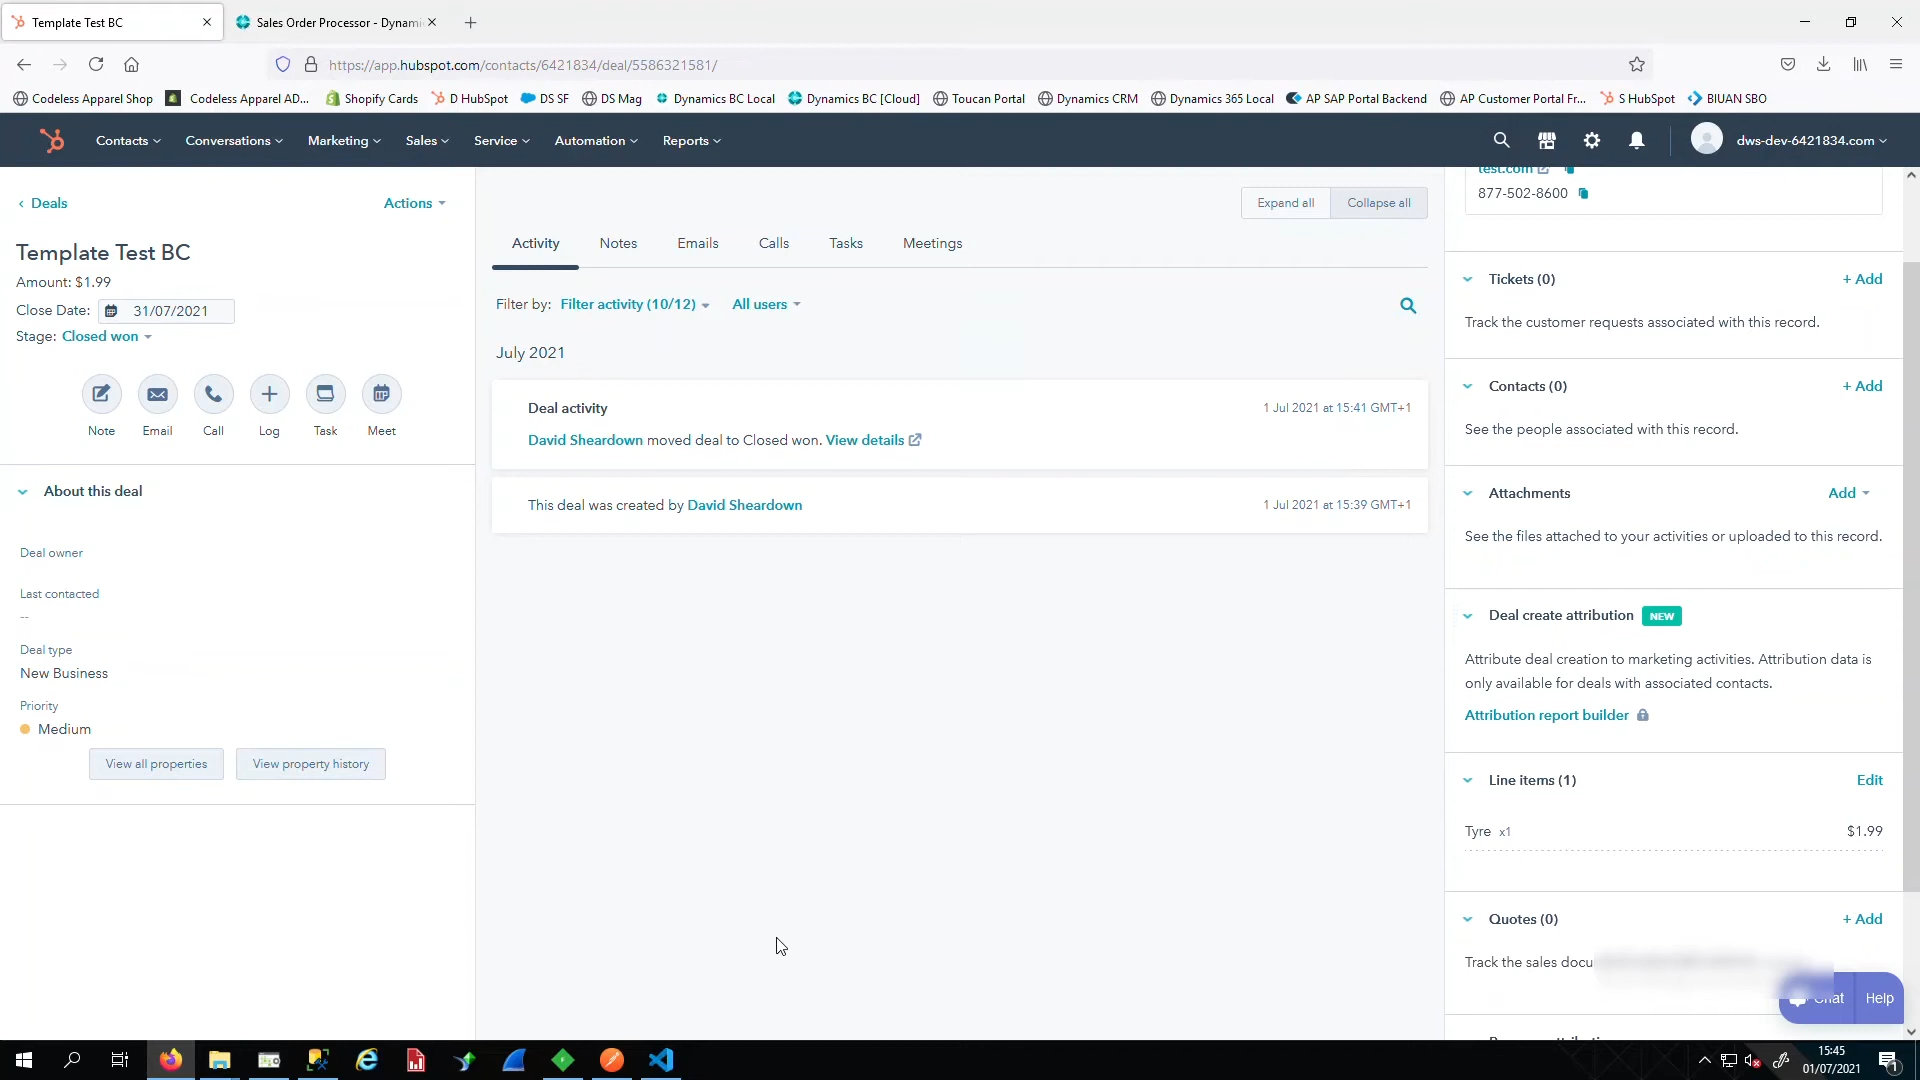 Template Test BC
Sales Order Processor - Dynami
https://app.hubspot.com/contacts/6421834/deal/5586321581/
Codeless Apparel Shop
Codeless Apparel AD...
Shopify Cards
D HubSpot
DS SF
DS Mag
Dynamics BC Local
Dynamics BC [Cloud]
Toucan Portal
Dynamics CRM
Dynamics 365 Local
AP SAP Portal Backend
AP Customer Portal Fr...
S HubSpot
BIUAN SBO
Contacts
Conversations
Marketing
Sales
Service
Automation
Reports
dws-dev-6421834.com
Deals
Actions
Template Test BC
Amount: $1.99
Close Date: 31/07/2021
Stage: Closed won
Note
Email
Call
Log
Task
Meet
About this deal
Deal owner
Last contacted
--
Deal type
New Business
Priority
Medium
View all properties
View property history
Expand all
Collapse all
Activity
Notes
Emails
Calls
Tasks
Meetings
Filter by: Filter activity (10/12) All users
July 2021
Deal activity
1 Jul 2021 at 15:41 GMT+1
David Sheardown moved deal to Closed won. View details
This deal was created by David Sheardown
1 Jul 2021 at 15:39 GMT+1
test.com
877-502-8600
Tickets (0)
+ Add
Track the customer requests associated with this record.
Contacts (0)
+ Add
See the people associated with this record.
Attachments
Add
See the files attached to your activities or uploaded to this record.
Deal create attribution NEW
Attribute deal creation to marketing activities. Attribution data is
only available for deals with associated contacts.
Attribution report builder
Line items (1)
Edit
Tyre x1
$1.99
Quotes (0)
+ Add
Track the sales docu
Chat
Help
15:45
01/07/2021
1